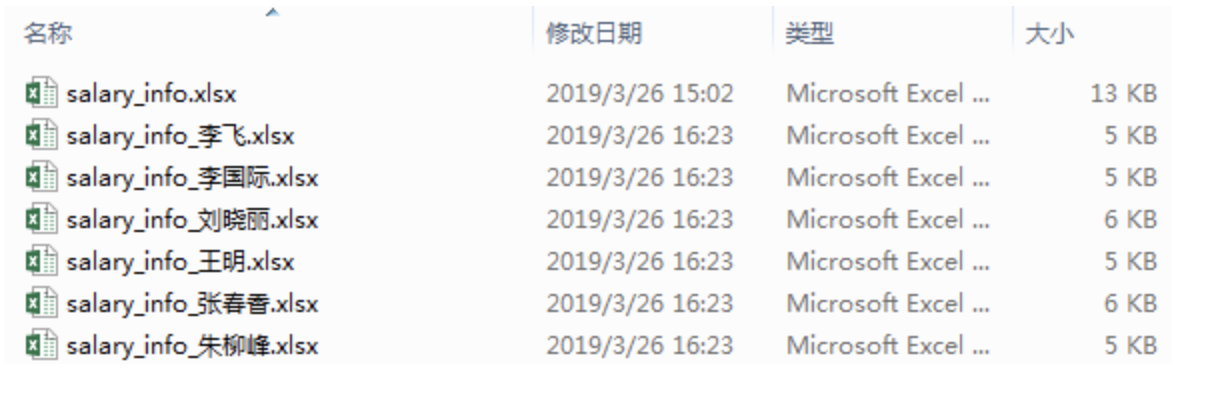 名称 修改日期 类型 大小
salary_info.xlsx 2019/3/26 15:02 Microsoft Excel ... 13 KB
salary_info_李飞.xlsx 2019/3/26 16:23 Microsoft Excel ... 5 KB
salary_info_李国际.xlsx 2019/3/26 16:23 Microsoft Excel ... 5 KB
salary_info_刘晓丽.xlsx 2019/3/26 16:23 Microsoft Excel ... 6 KB
salary_info_王明.xlsx 2019/3/26 16:23 Microsoft Excel ... 5 KB
salary_info_张春香.xlsx 2019/3/26 16:23 Microsoft Excel ... 6 KB
salary_info_朱柳峰.xlsx 2019/3/26 16:23 Microsoft Excel ... 5 KB